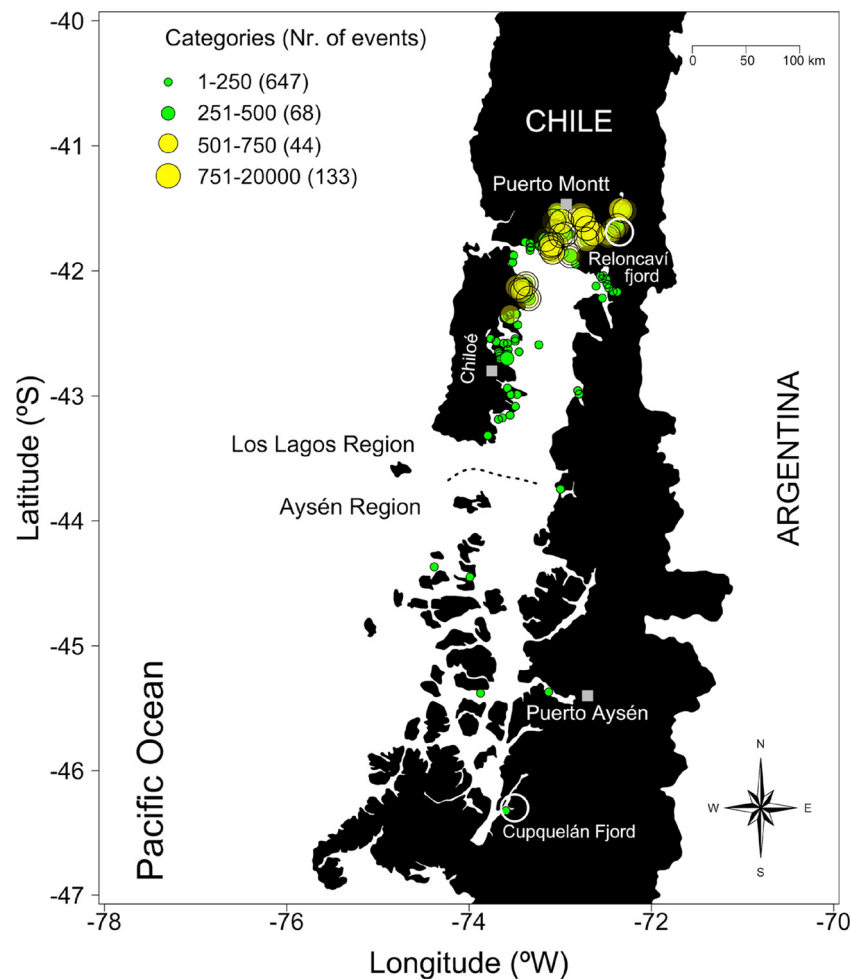 Categories (Nr. of events)
1-250 (647)
251-500 (68)
501-750 (44)
751-20000 (133)
0 50 100 km
CHILE
Puerto Montt
Reloncaví
fjord
Chiloé
Los Lagos Region
Aysén Region
ARGENTINA
Pacific Ocean
Puerto Aysén
Cupquelán Fjord
N
W E
S
Latitude (ºS)
-40
-41
-42
-43
-44
-45
-46
-47
-78 -76 -74 -72 -70
Longitude (ºW)